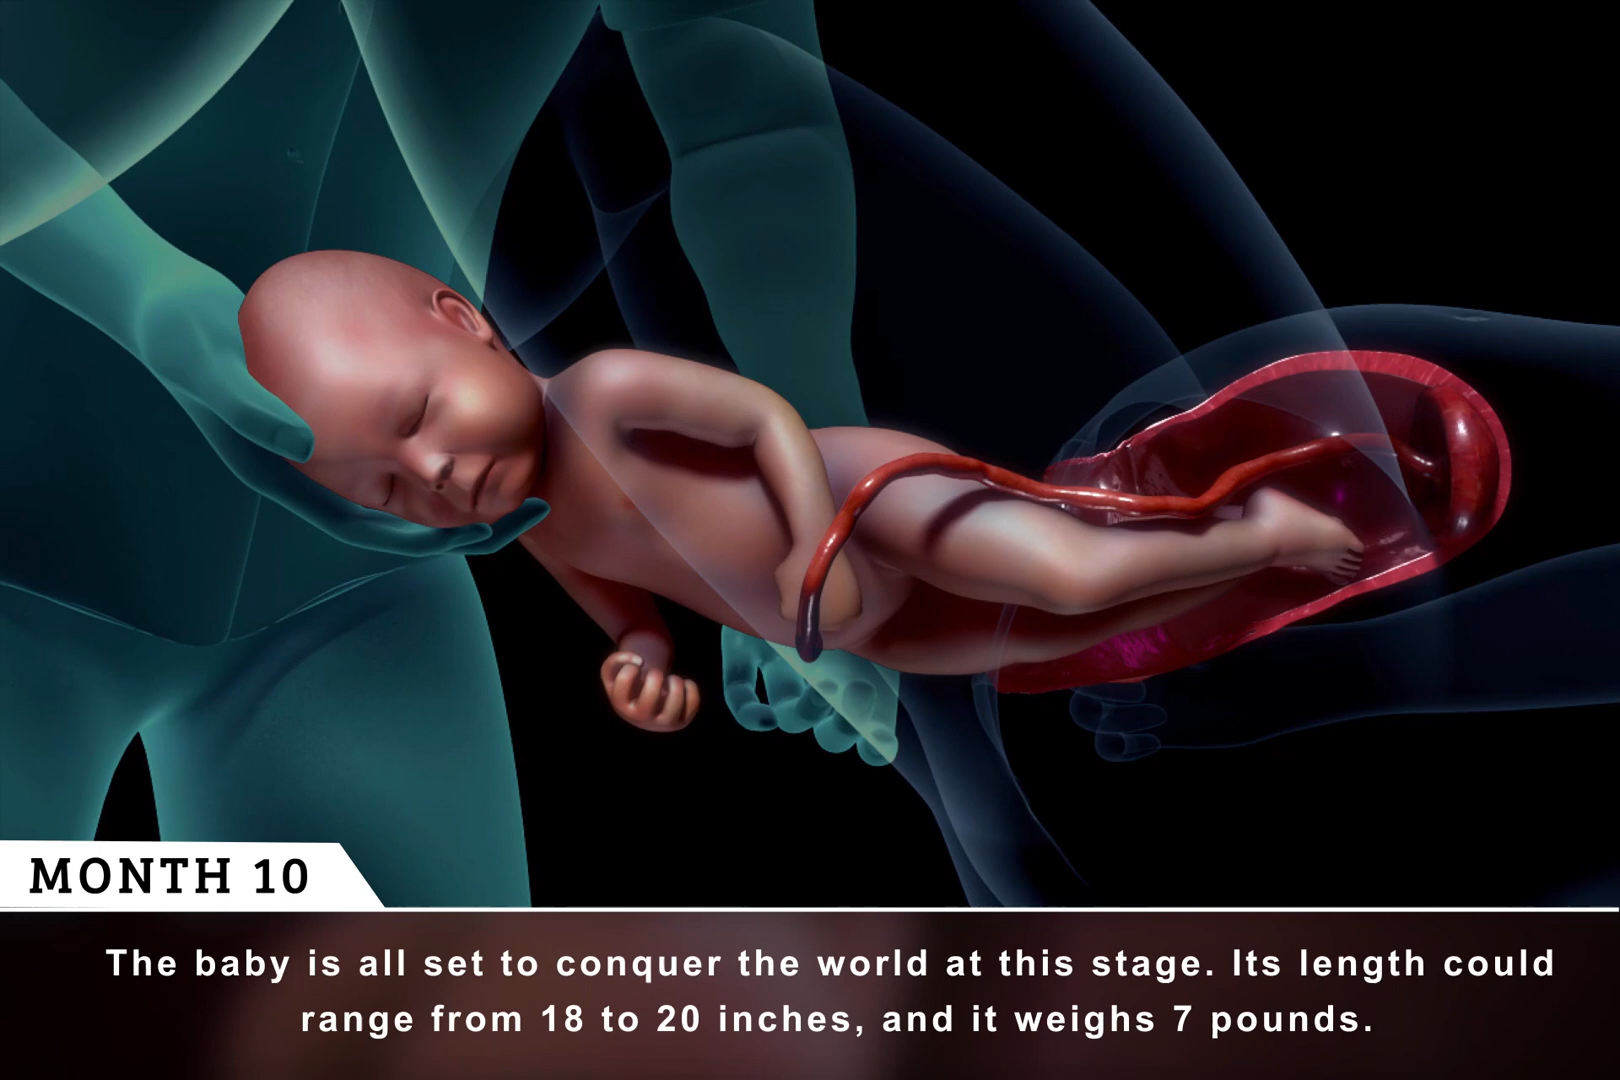 MONTH 10
The baby is all set to conquer the world at this stage. Its length could
range from 18 to 20 inches, and it weighs 7 pounds.